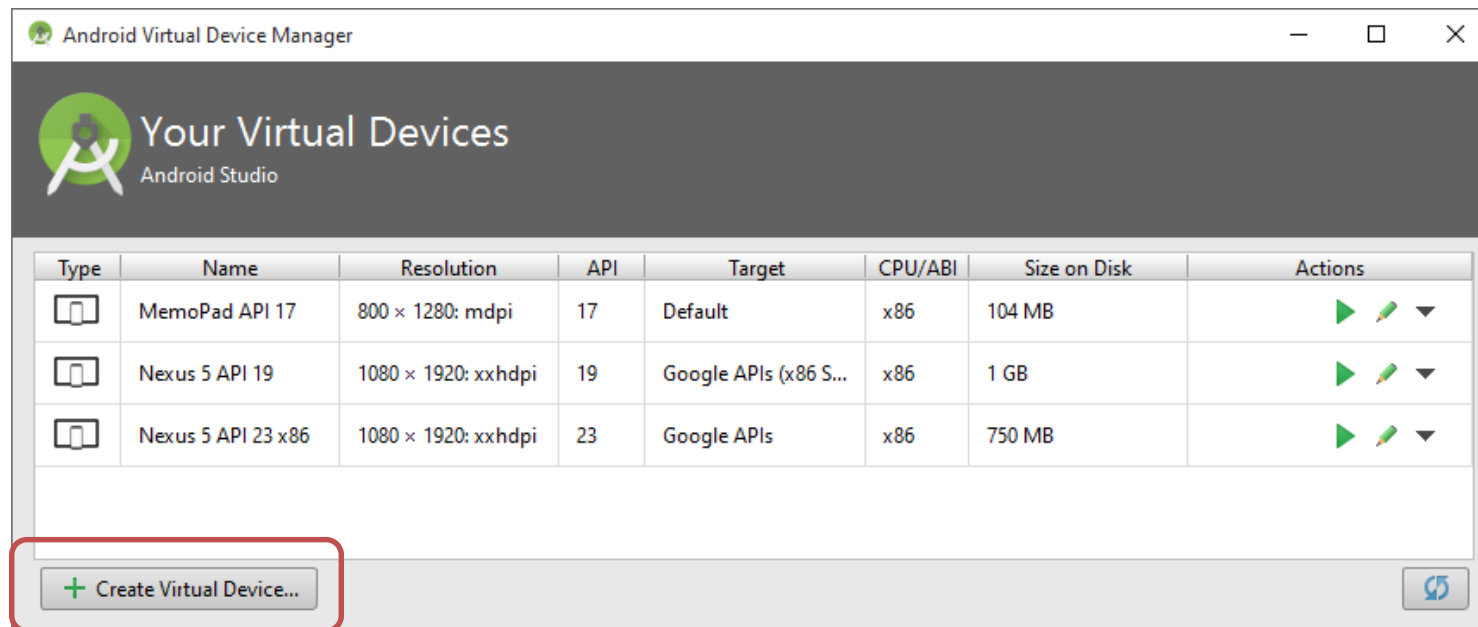 Android Virtual Device Manager
Your Virtual Devices
Android Studio
Type Name Resolution API Target CPU/ABI Size on Disk Actions
MemoPad API 17 800 × 1280: mdpi 17 Default x86 104 MB
Nexus 5 API 19 1080 × 1920: xxhdpi 19 Google APIs (x86 S... x86 1 GB
Nexus 5 API 23 x86 1080 × 1920: xxhdpi 23 Google APIs x86 750 MB
Create Virtual Device...